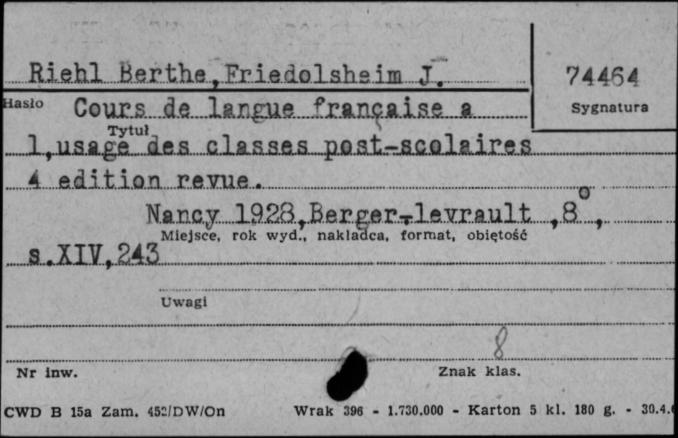 Riehl Berthe,Friedolsheim J.
74464
Hasło
Sygnatura
Cours de langue française a
Tytuł
l,usage des classes post-scolaires
4 edition revue.
Nancy 1928,Berger-levrault ,8°,
Miejsce, rok wyd., nakładca, format, objętość
s.XIV,243
Uwagi
8
Nr inw.
Znak klas.
CWD B 15a Zam. 452/DW/On Wrak 396 - 1.730.000 - Karton 5 kl. 180 g. - 30.4.